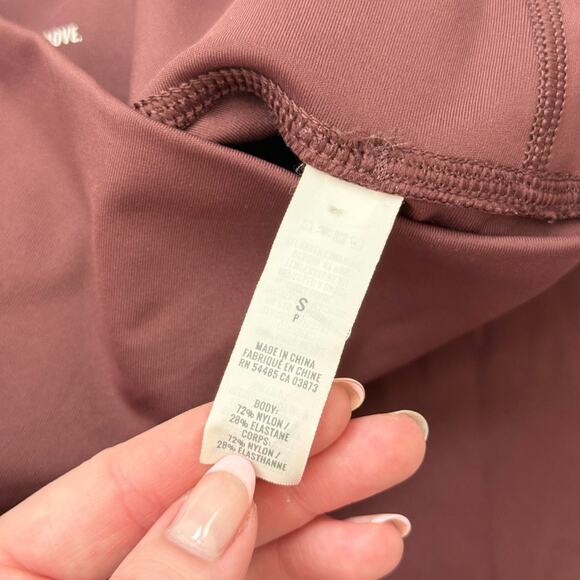 OVE.
S
P
MADE IN CHINA
FABRIQUÉ EN CHINE
RN 54485 CA 03873
BODY:
72% NYLON /
28% ELASTANE
CORPS:
72% NYLON /
28% ELASTHANNE